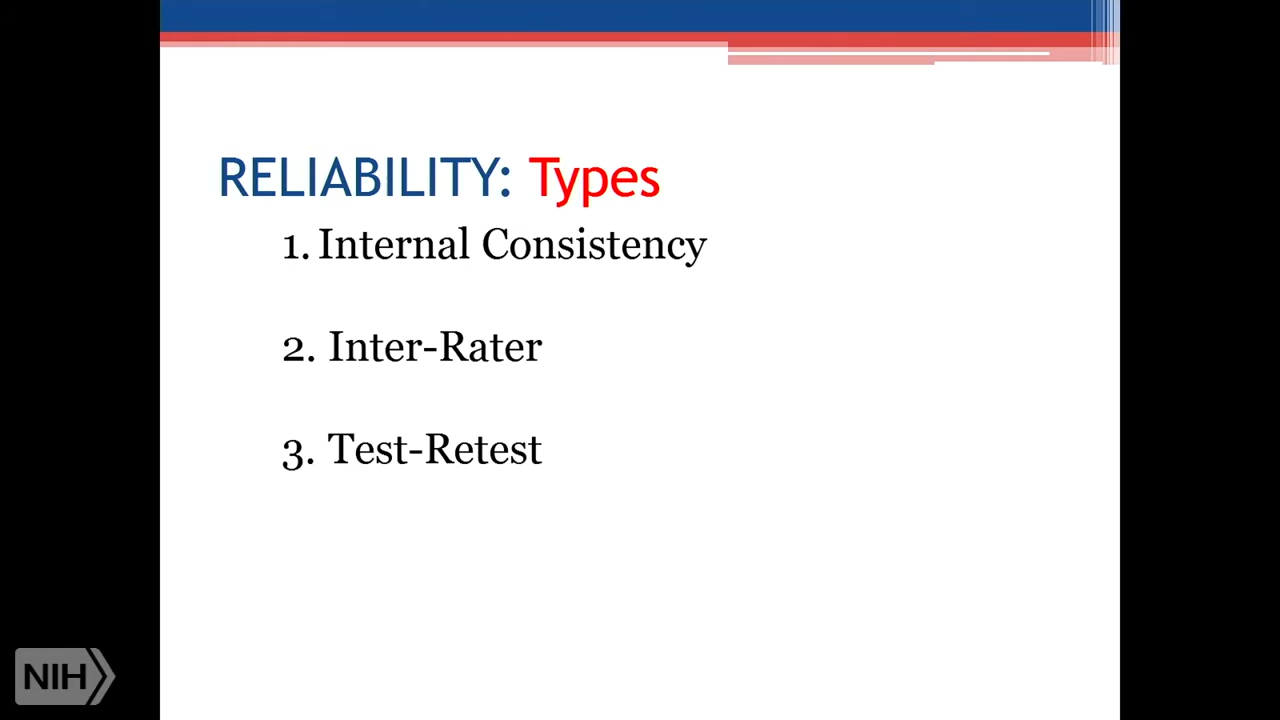 RELIABILITY: Types
1. Internal Consistency
2. Inter-Rater
3. Test-Retest
NIH